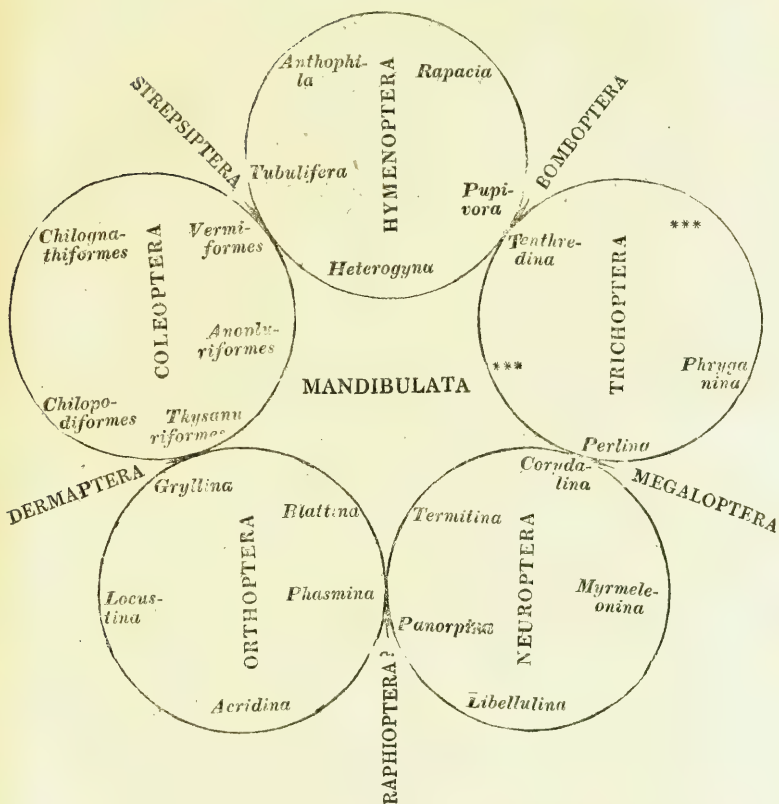 Anthophi-
la
Rapacia
HYMENOPTERA
STREPSIPTERA
BOMBOPTERA
Tubulifera
Pupi-
vora
Heterogyna
Chilogna-
thiformes
Vermi-
formes
COLEOPTERA
Anoplu-
riformes
Chilopo-
diformes
Thysanu
riformes
Tenthre-
dina
***
TRICHOPTERA
***
Phryga
nina
Perlina
MANDIBULATA
DERMAPTERA
MEGALOPTERA
Gryllina
Blattina
ORTHOPTERA
Locus-
tina
Phasmina
Acridina
Coryda-
lina
Termitina
NEUROPTERA
Myrmele-
onina
Panorpina
Libellulina
RAPHIOPTERA?